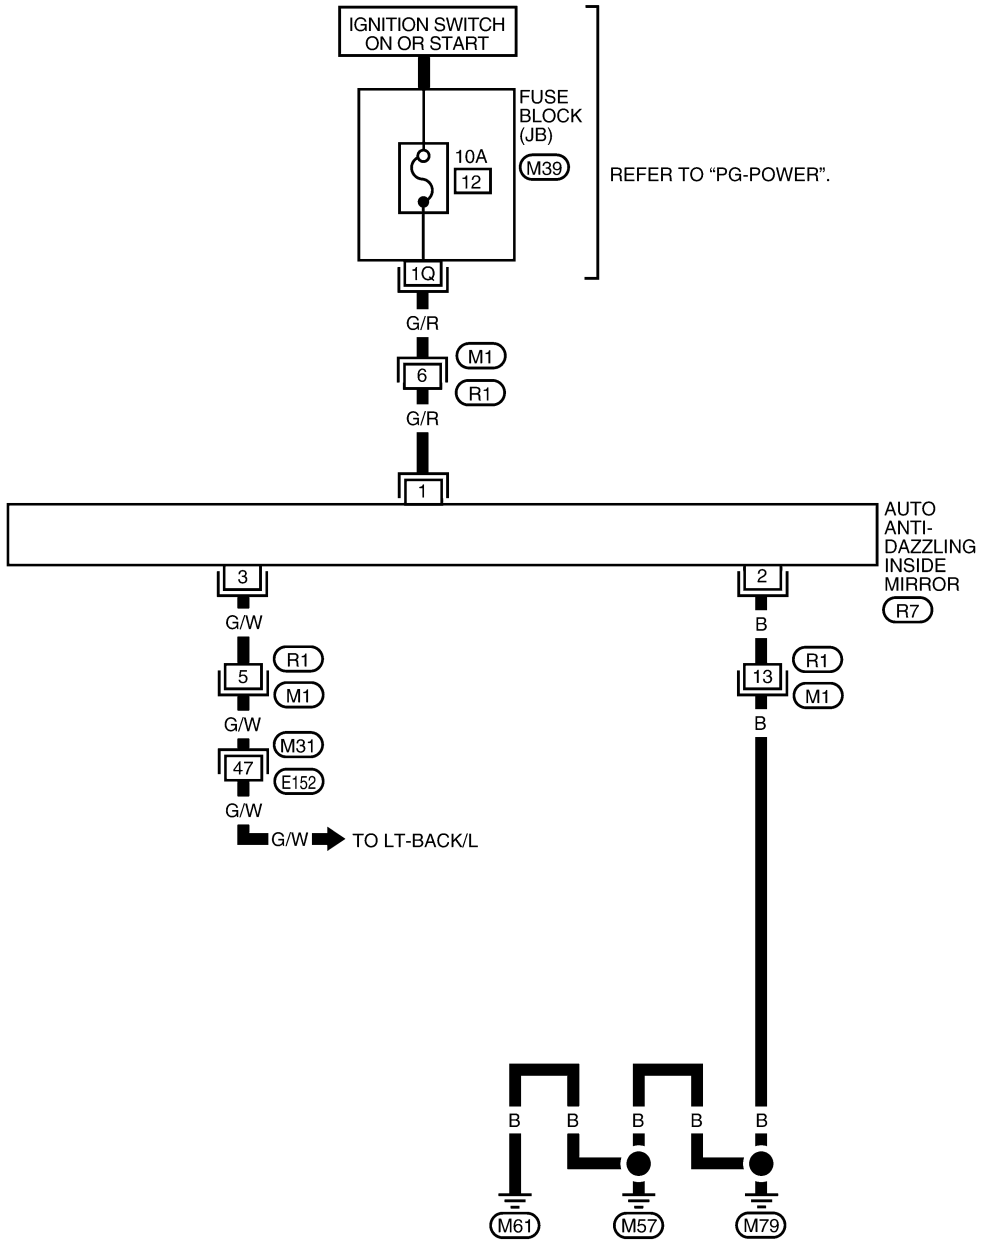 IGNITION SWITCH
ON OR START
FUSE
BLOCK
(JB)
M39
10A
12
REFER TO “PG-POWER”.
1Q
G/R
6
M1
R1
G/R
1
AUTO
ANTI-
DAZZLING
INSIDE
MIRROR
R7
3
G/W
5
R1
M1
G/W
47
M31
E152
G/W
G/W
TO LT-BACK/L
2
B
13
R1
M1
B
B
B
B
B
B
M61
M57
M79